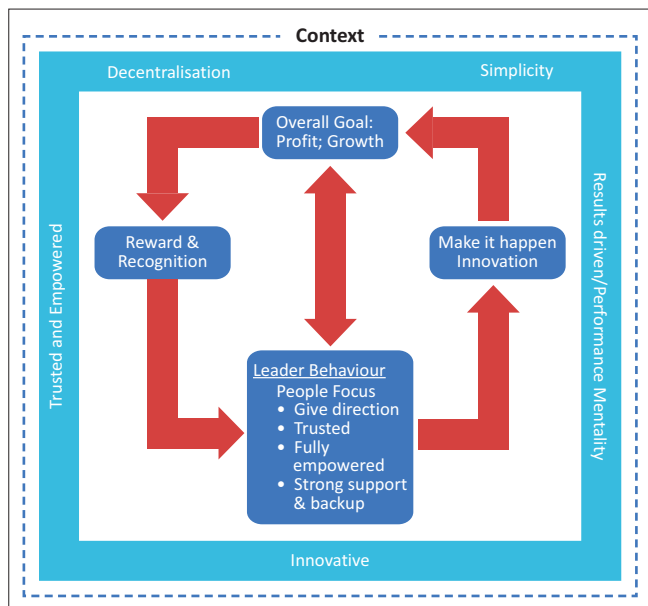 Context
Decentralisation
Simplicity
Overall Goal:
Profit; Growth
Trusted and Empowered
Reward &
Recognition
Make it happen
Innovation
Results driven/Performance Mentality
Leader Behaviour
People Focus
• Give direction
• Trusted
• Fully
empowered
• Strong support
& backup
Innovative